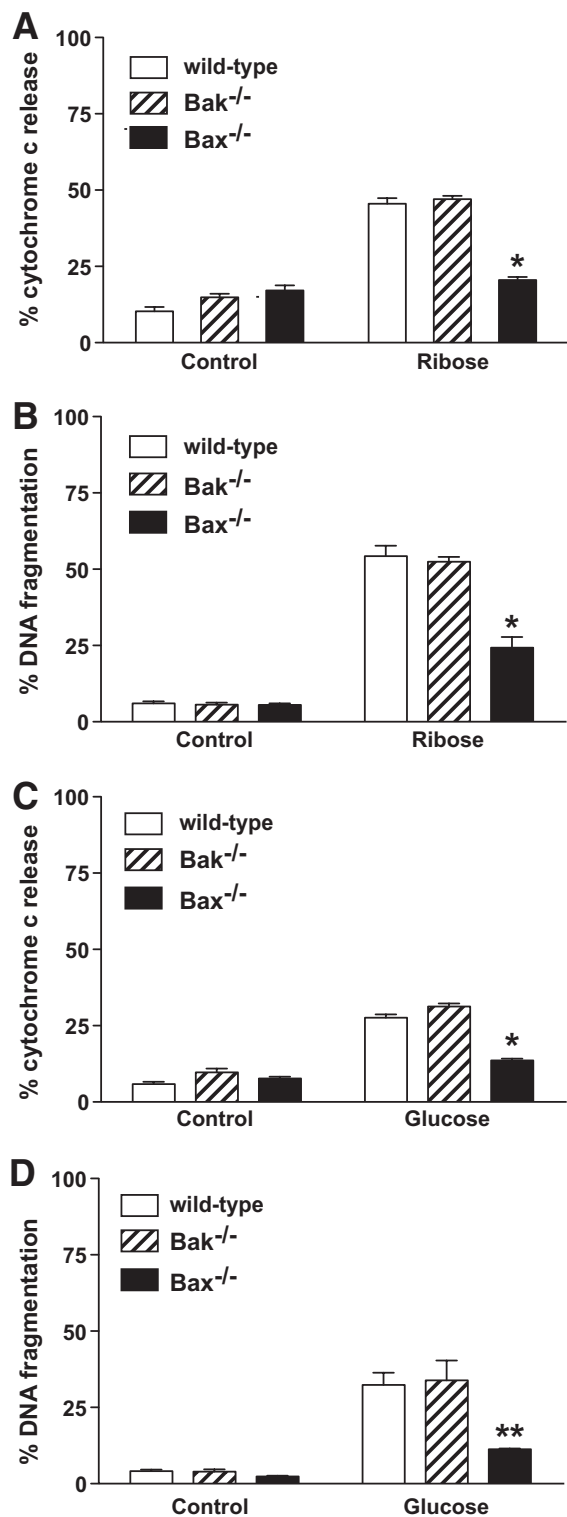 A
% cytochrome c release
100
75
50
25
0
wild-type
Bak-/-
Bax-/-
*
Control Ribose
B
% DNA fragmentation
100
75
50
25
0
wild-type
Bak-/-
Bax-/-
*
Control Ribose
C
% cytochrome c release
100
75
50
25
0
wild-type
Bak-/-
Bax-/-
*
Control Glucose
D
% DNA fragmentation
100
75
50
25
0
wild-type
Bak-/-
Bax-/-
**
Control Glucose